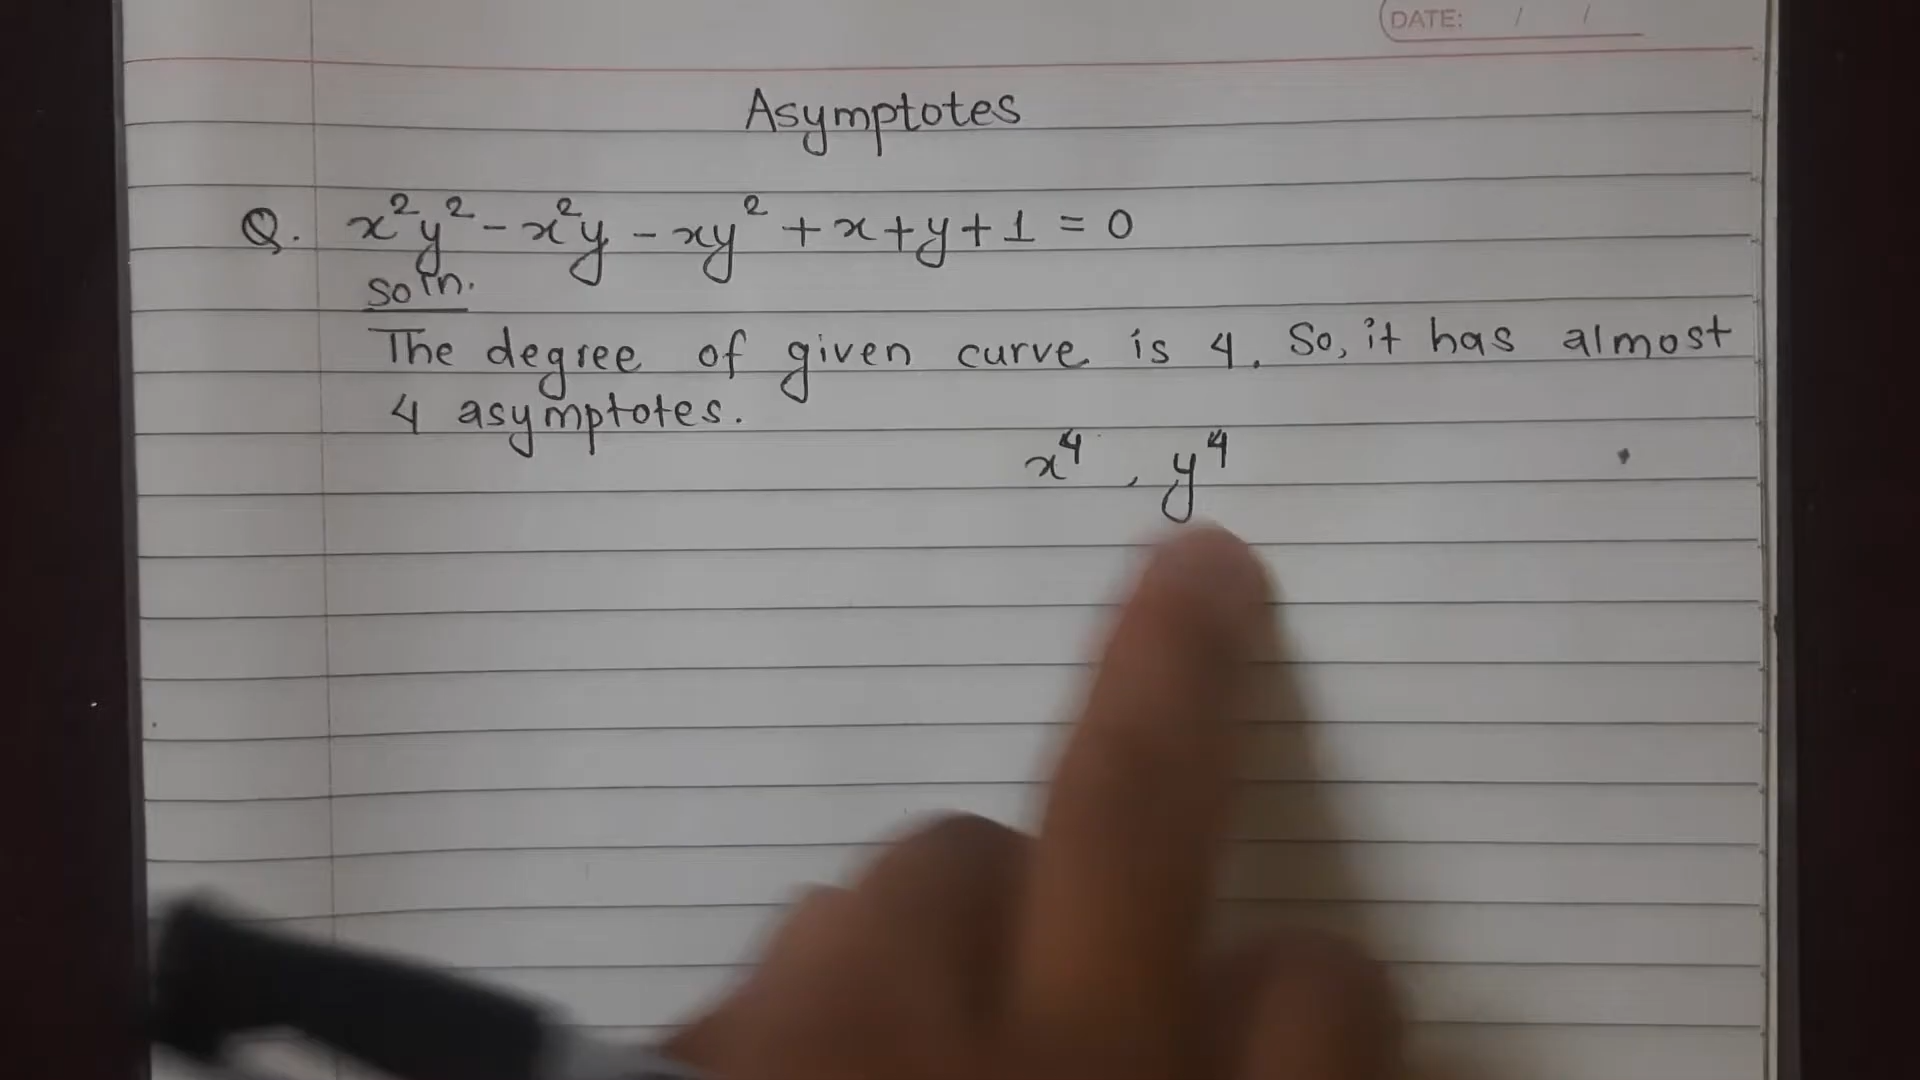 DATE: / /
Asymptotes
Q. x²y² - x²y - xy² + x + y + 1 = 0
Soln.
The degree of given curve is 4. So, it has almost
4 asymptotes.
x⁴, y⁴